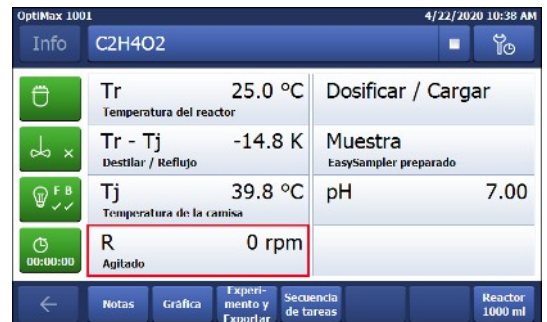 OptiMax 1001 4/22/2020 10:38 AM
Info C2H4O2
Tr 25.0 °C
Temperatura del reactor
Dosificar / Cargar
Tr - Tj -14.8 K
Destilar / Reflujo
Muestra
EasySampler preparado
F B
Tj 39.8 °C
Temperatura de la camisa
pH 7.00
00:00:00
R 0 rpm
Agitado
Notas
Gráfica
Experi-
mento y
Exportar
Secuencia
de tareas
Reactor
1000 ml